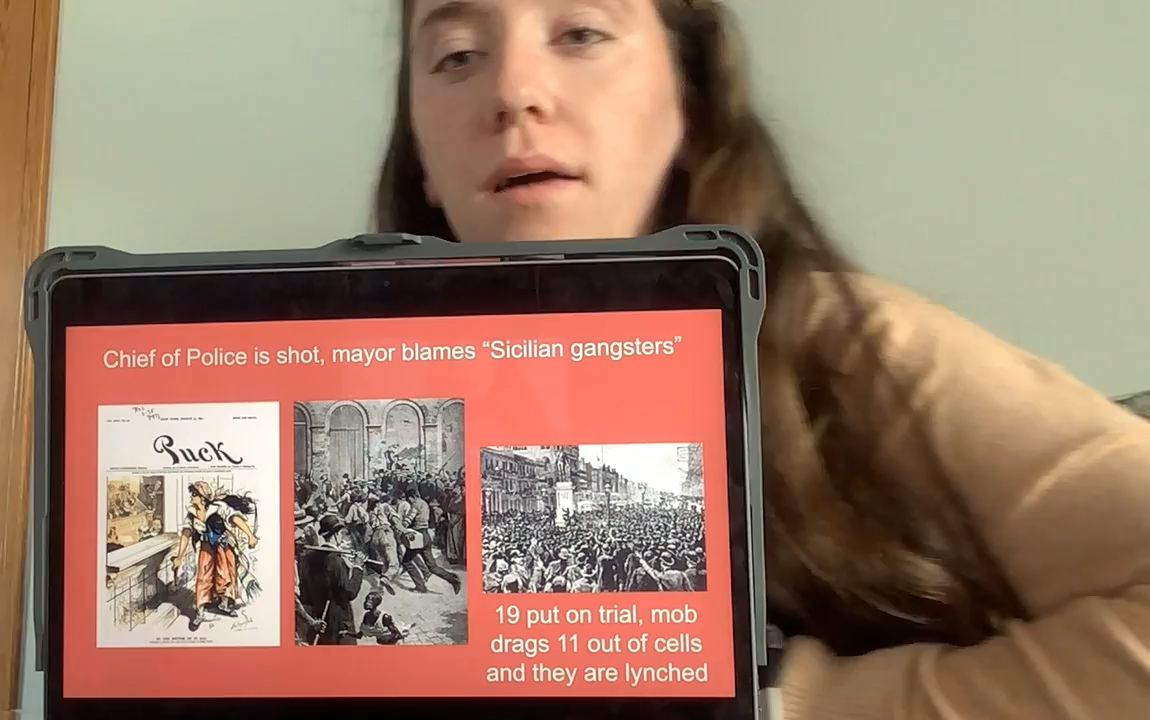 Chief of Police is shot, mayor blames “Sicilian gangsters”
Puck
19 put on trial, mob
drags 11 out of cells
and they are lynched